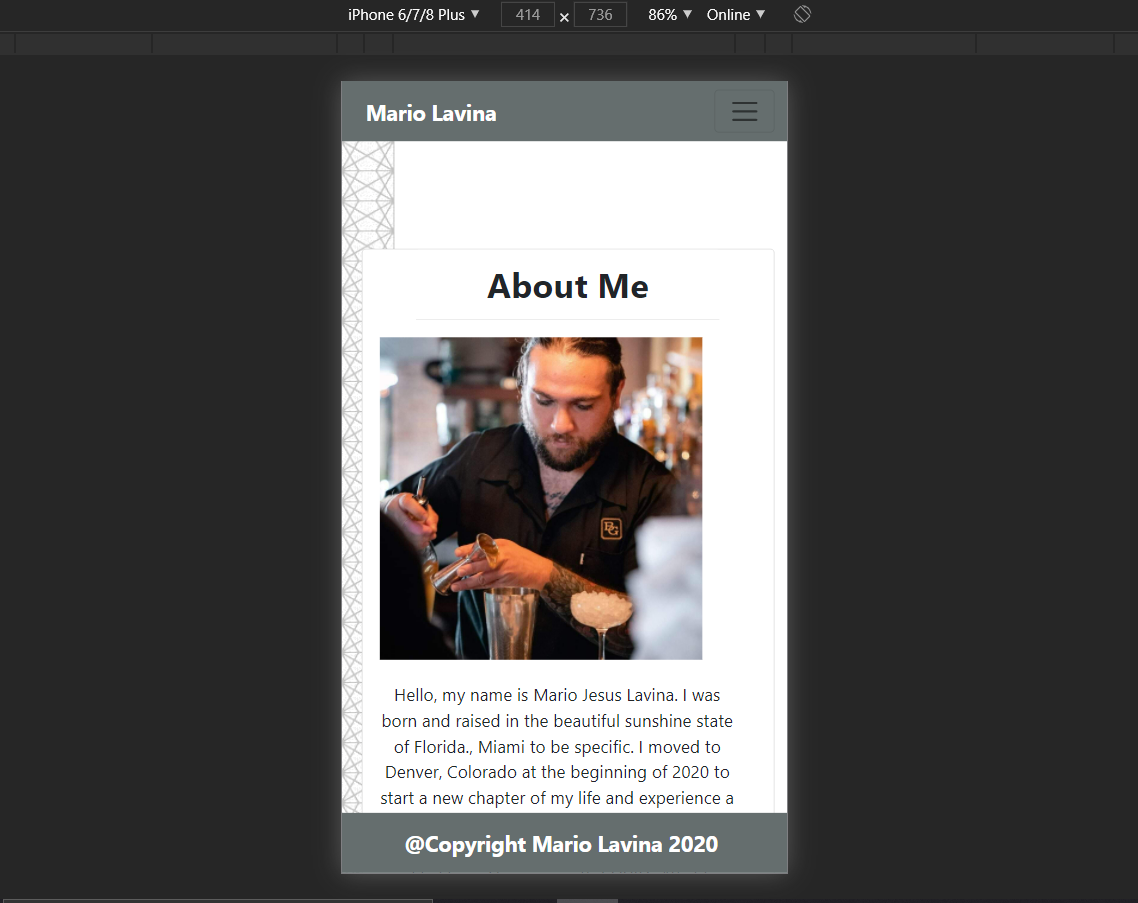 iPhone 6/7/8 Plus ▼ 414 × 736 86% ▼ Online ▼
Mario Lavina
About Me
Hello, my name is Mario Jesus Lavina. I was
born and raised in the beautiful sunshine state
of Florida., Miami to be specific. I moved to
Denver, Colorado at the beginning of 2020 to
start a new chapter of my life and experience a
@Copyright Mario Lavina 2020